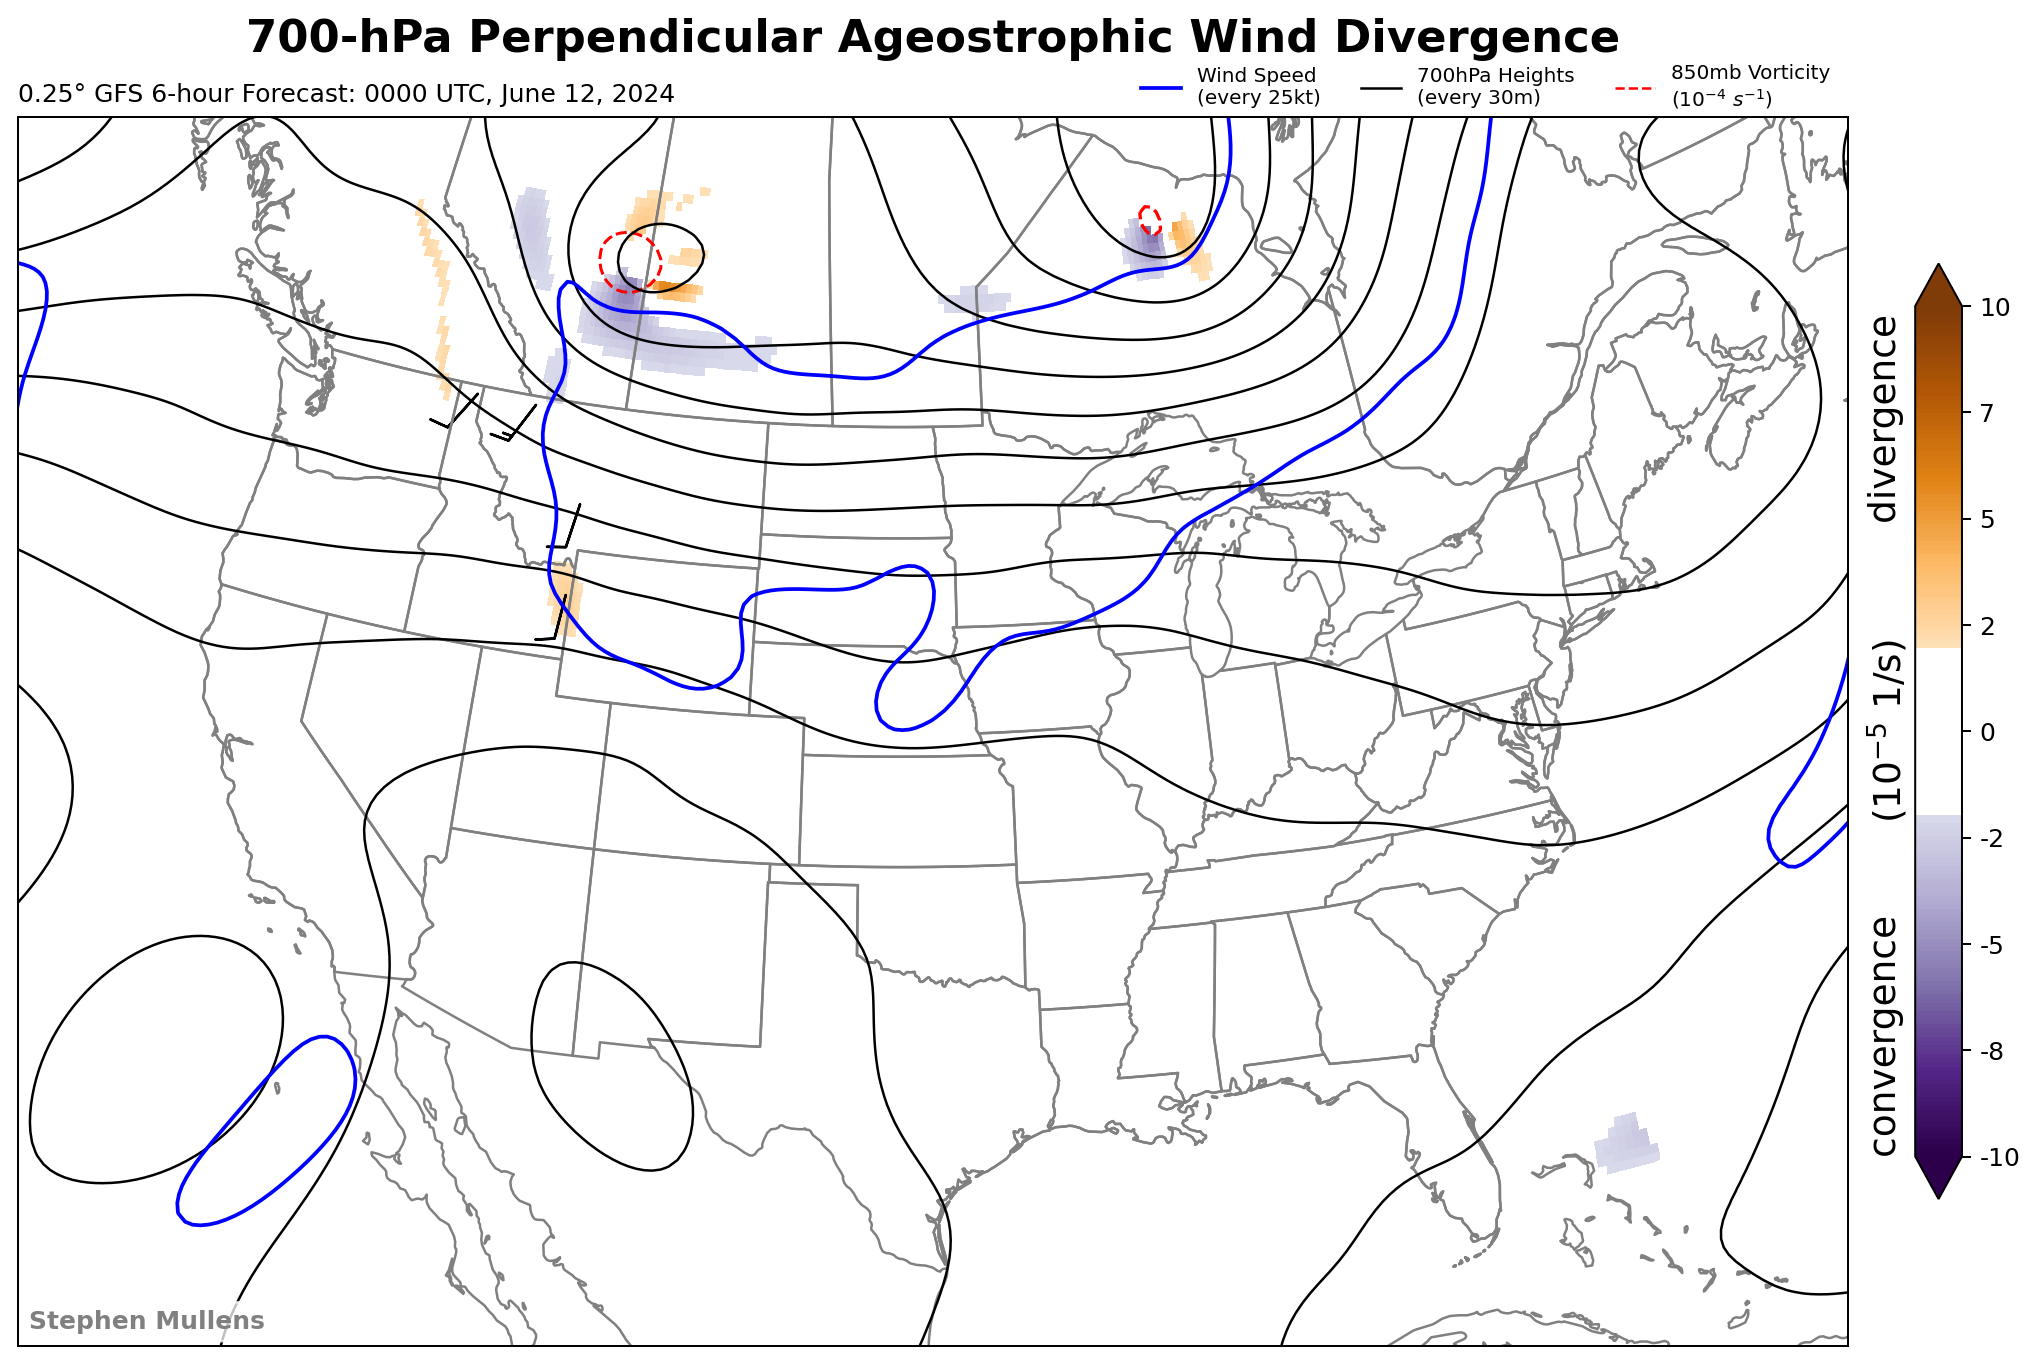 700-hPa Perpendicular Ageostrophic Wind Divergence
0.25° GFS 6-hour Forecast: 0000 UTC, June 12, 2024
Wind Speed
(every 25kt)
700hPa Heights
(every 30m)
850mb Vorticity
(10⁻⁴ s⁻¹)
10
7
5
2
0
-2
-5
-8
-10
convergence (10⁻⁵ 1/s) divergence
Stephen Mullens